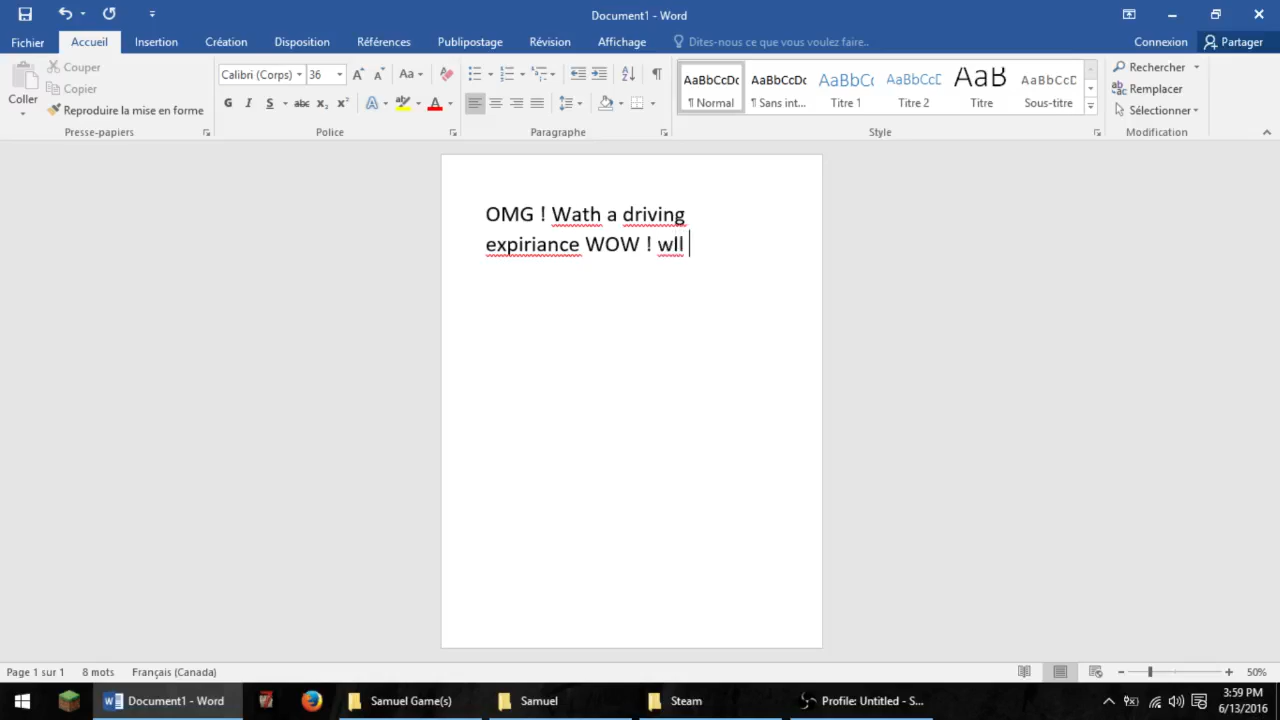 Document1 - Word
Fichier Accueil Insertion Création Disposition Références Publipostage Révision Affichage Dites-nous ce que vous voulez faire.. Connexion Partager
Coller
Couper
Copier
Reproduire la mise en forme
Presse-papiers
Calibri (Corps) 36
Police
Paragraphe
AaBbCcDc AaBbCcDc AaBbCc AaBbCcD AaB AaBbCcD
¶ Normal ¶ Sans int... Titre 1 Titre 2 Titre Sous-titre
Style
Rechercher
Remplacer
Sélectionner
Modification
OMG ! Wath a driving
expiriance WOW ! wll
Page 1 sur 1 8 mots Français (Canada) 50%
Document1 - Word Samuel Game(s) Samuel Steam Profile: Untitled - S...
3:59 PM
6/13/2016